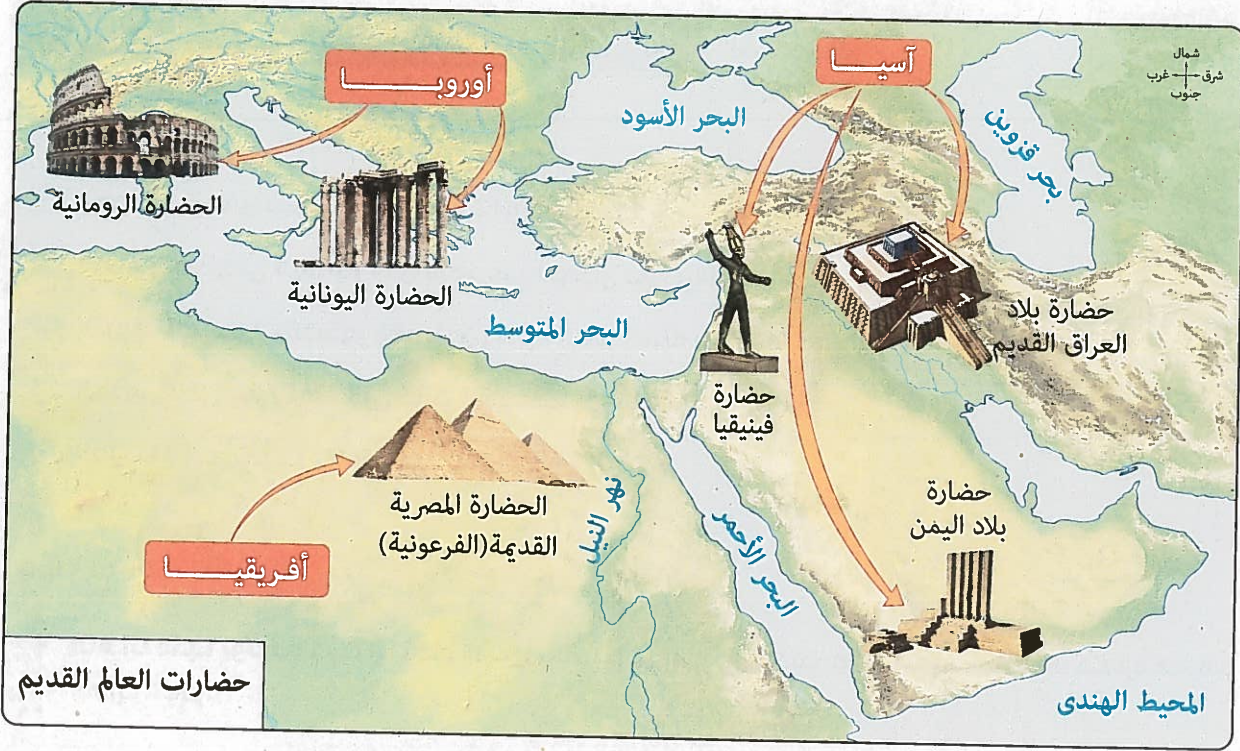 آسيا
أوروبا
شمال
شرق
غرب
جنوب
البحر الأسود
بحر قزوين
الحضارة الرومانية
الحضارة اليونانية
البحر المتوسط
حضارة بلاد
العراق القديم
حضارة
فينيقيا
حضارة
بلاد اليمن
الحضارة المصرية
القديمة (الفرعونية)
نهر النيل
البحر الأحمر
أفريقيا
المحيط الهندى
حضارات العالم القديم